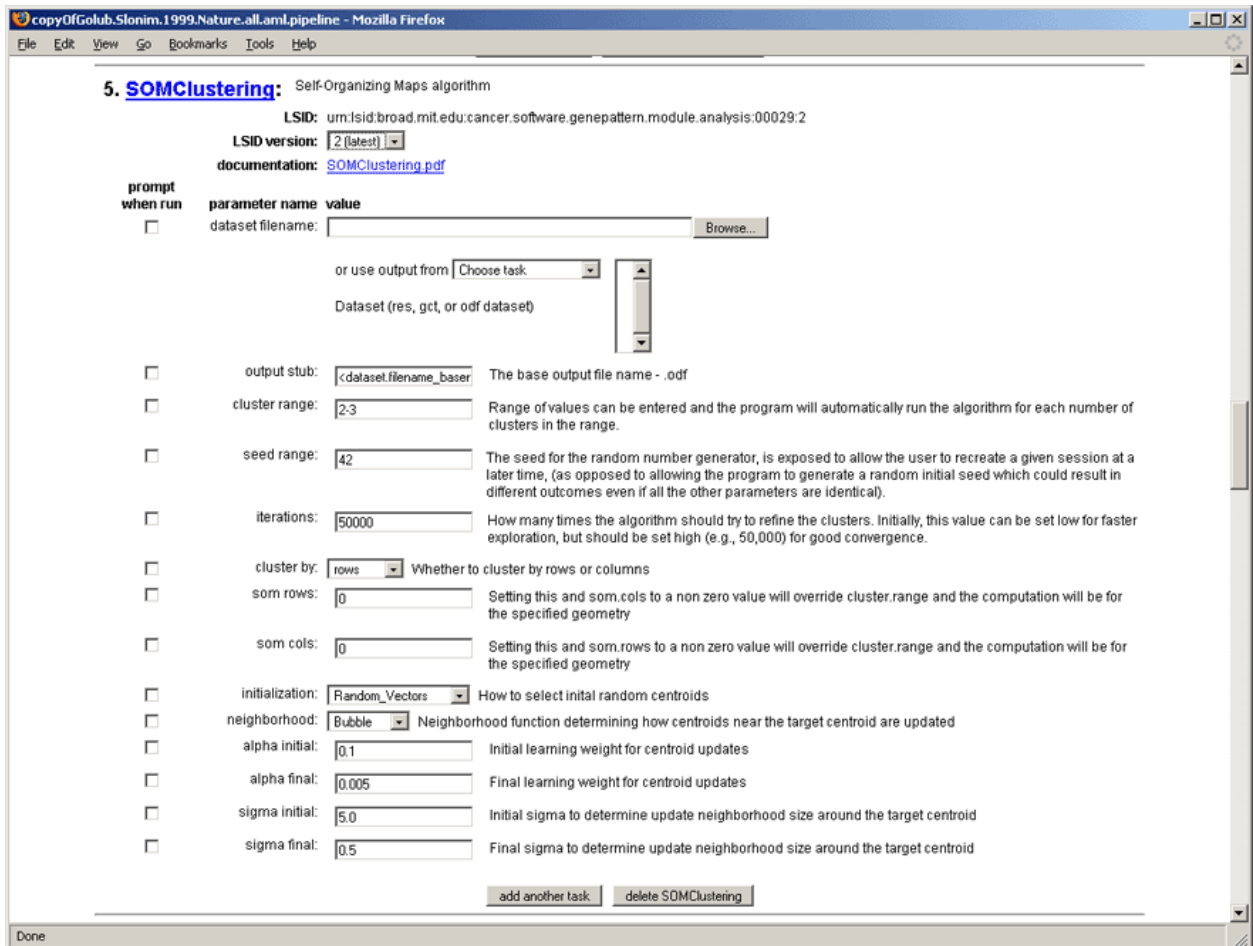 copyOfGolub.Slonim.1999.Nature.all.aml.pipeline - Mozilla Firefox
File Edit View Go Bookmarks Tools Help
5. SOMClustering: Self-Organizing Maps algorithm
LSID: urn:lsid:broad.mit.edu:cancer.software.genepattern.module.analysis:00029:2
LSID version: 2 (latest)
documentation: SOMClustering.pdf
prompt
when run parameter name value
dataset filename: Browse...
or use output from Choose task
Dataset (res, gct, or odf dataset)
output stub: <dataset.filename_baser The base output file name - .odf
cluster range: 2-3 Range of values can be entered and the program will automatically run the algorithm for each number of
clusters in the range.
seed range: 42 The seed for the random number generator, is exposed to allow the user to recreate a given session at a
later time, (as opposed to allowing the program to generate a random initial seed which could result in
different outcomes even if all the other parameters are identical).
iterations: 50000 How many times the algorithm should try to refine the clusters. Initially, this value can be set low for faster
exploration, but should be set high (e.g., 50,000) for good convergence.
cluster by: rows Whether to cluster by rows or columns
som rows: 0 Setting this and som.cols to a non zero value will override cluster.range and the computation will be for
the specified geometry
som cols: 0 Setting this and som.rows to a non zero value will override cluster.range and the computation will be for
the specified geometry
initialization: Random_Vectors How to select inital random centroids
neighborhood: Bubble Neighborhood function determining how centroids near the target centroid are updated
alpha initial: 0.1 Initial learning weight for centroid updates
alpha final: 0.005 Final learning weight for centroid updates
sigma initial: 5.0 Initial sigma to determine update neighborhood size around the target centroid
sigma final: 0.5 Final sigma to determine update neighborhood size around the target centroid
add another task delete SOMClustering
Done